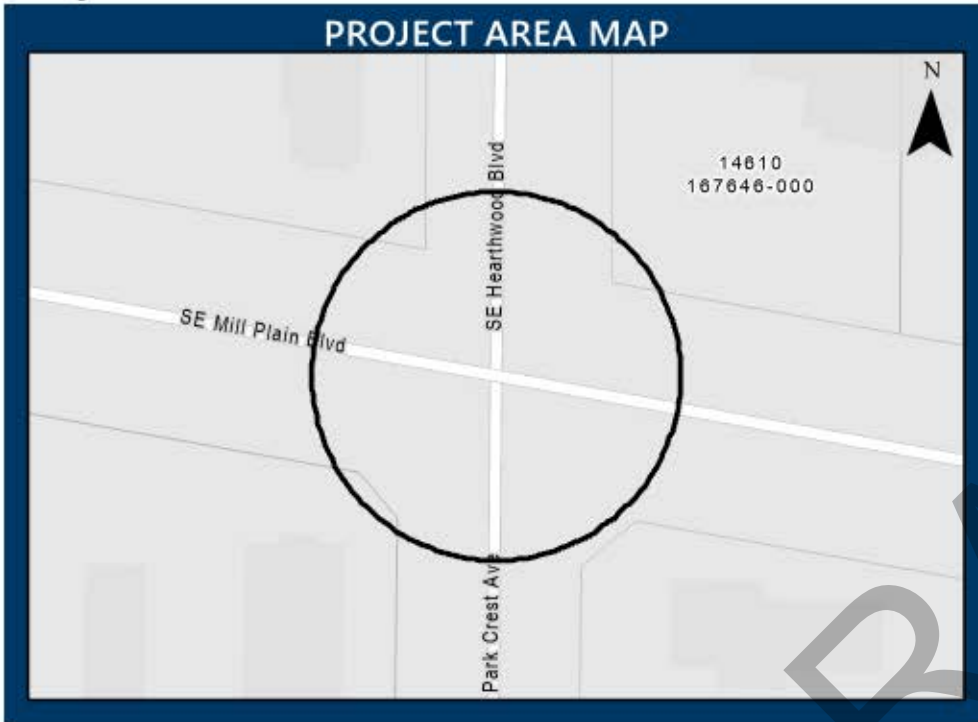 PROJECT AREA MAP
N
14610
167646-000
SE Hearthwood Blvd
SE Mill Plain Blvd
Park Crest Ave